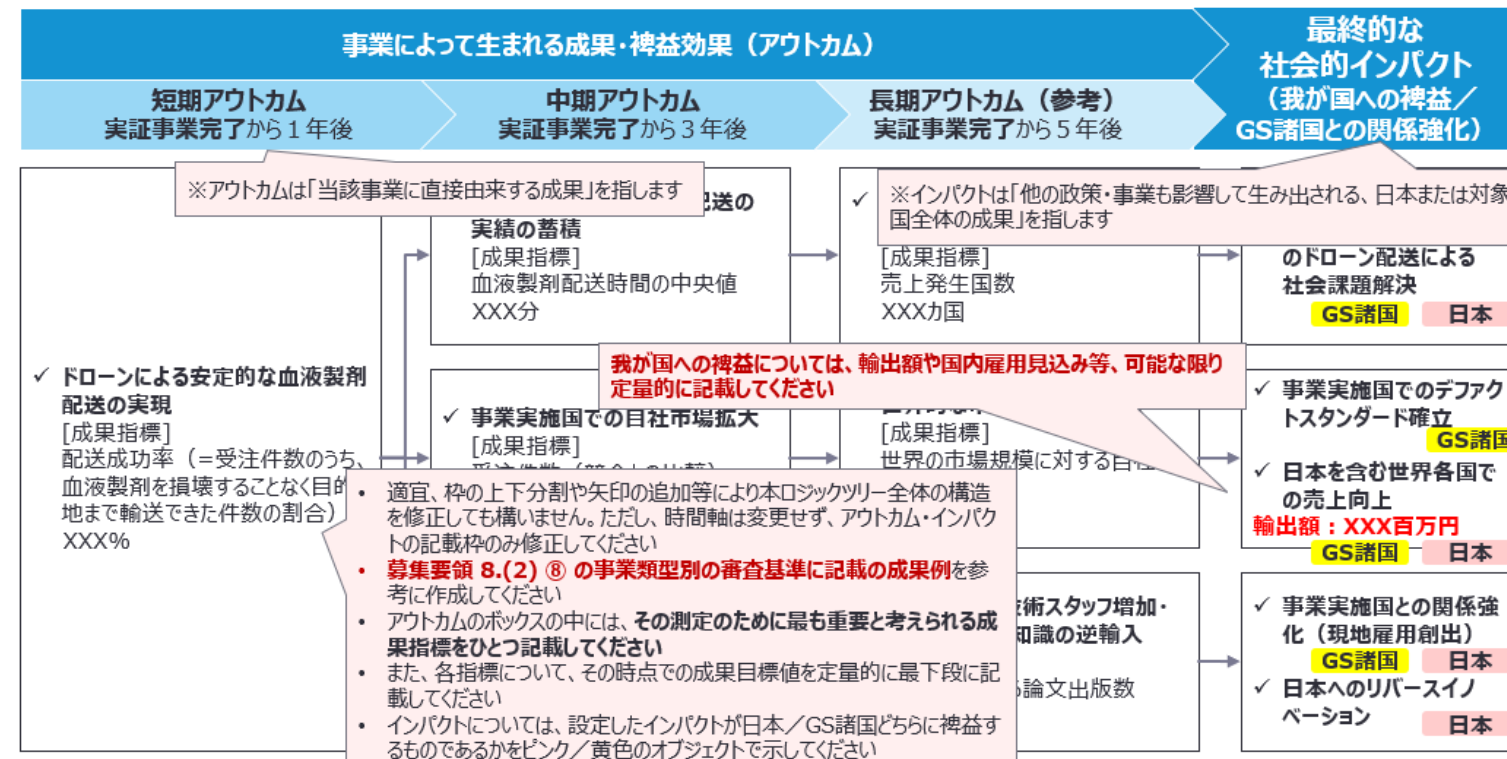 事業によって生まれる成果・裨益効果（アウトカム）
最終的な
社会的インパクト
（我が国への裨益／
GS諸国との関係強化）
短期アウトカム
実証事業完了から１年後
中期アウトカム
実証事業完了から３年後
長期アウトカム（参考）
実証事業完了から５年後
※アウトカムは「当該事業に直接由来する成果」を指します
※インパクトは「他の政策・事業も影響して生み出される、日本または対象
国全体の成果」を指します
✓ ドローンによる安定的な血液製剤
配送の実現
[成果指標]
配送成功率（=受注件数のうち、
血液製剤を損壊することなく目的
地まで輸送できた件数の割合）
XXX%
配送の
実績の蓄積
[成果指標]
血液製剤配送時間の中央値
XXX分
✓
[成果指標]
売上発生国数
XXXカ国
のドローン配送による
社会課題解決
GS諸国 日本
我が国への裨益については、輸出額や国内雇用見込み等、可能な限り
定量的に記載してください
✓ 事業実施国での自社市場拡大
[成果指標]
[成果指標]
世界の市場規模に対する自社
✓ 事業実施国でのデファク
トスタンダード確立
GS諸国
✓ 日本を含む世界各国で
の売上向上
輸出額：XXX百万円
GS諸国 日本
• 適宜、枠の上下分割や矢印の追加等により本ロジックツリー全体の構造
を修正しても構いません。ただし、時間軸は変更せず、アウトカム・インパク
トの記載枠のみ修正してください
• 募集要領 8.(2) ⑧ の事業類型別の審査基準に記載の成果例を参
考に作成してください
• アウトカムのボックスの中には、その測定のために最も重要と考えられる成
果指標をひとつ記載してください
• また、各指標について、その時点での成果目標値を定量的に最下段に記
載してください
• インパクトについては、設定したインパクトが日本／GS諸国どちらに裨益す
るものであるかをピンク／黄色のオブジェクトで示してください
技術スタッフ増加・
知識の逆輸入
論文出版数
✓ 事業実施国との関係強
化（現地雇用創出）
GS諸国 日本
✓ 日本へのリバースイノ
ベーション
日本